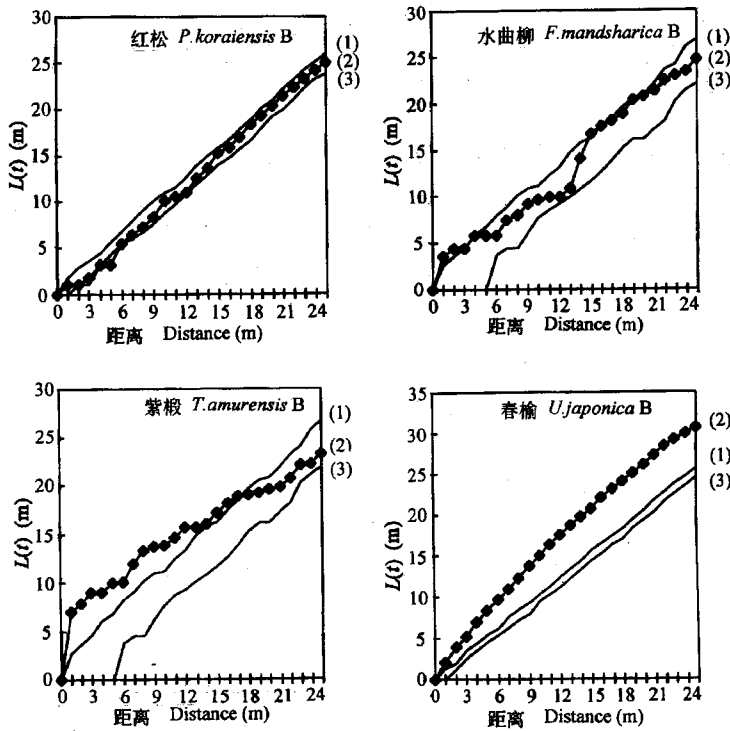 红松 P.koraiensis B
(1)
(2)
(3)
L(t) (m)
30
25
20
15
10
5
0
0 3 6 9 12 15 18 21 24
距离 Distance (m)
水曲柳 F.mandsharica B
(1)
(2)
(3)
L(t) (m)
30
25
20
15
10
5
0
0 3 6 9 12 15 18 21 24
距离 Distance (m)
紫椴 T.amurensis B
(1)
(2)
(3)
L(t) (m)
30
25
20
15
10
5
0
0 3 6 9 12 15 18 21 24
距离 Distance (m)
春榆 U.japonica B
(2)
(1)
(3)
L(t) (m)
35
30
25
20
15
10
5
0
0 3 6 9 12 15 18 21 24
距离 Distance (m)